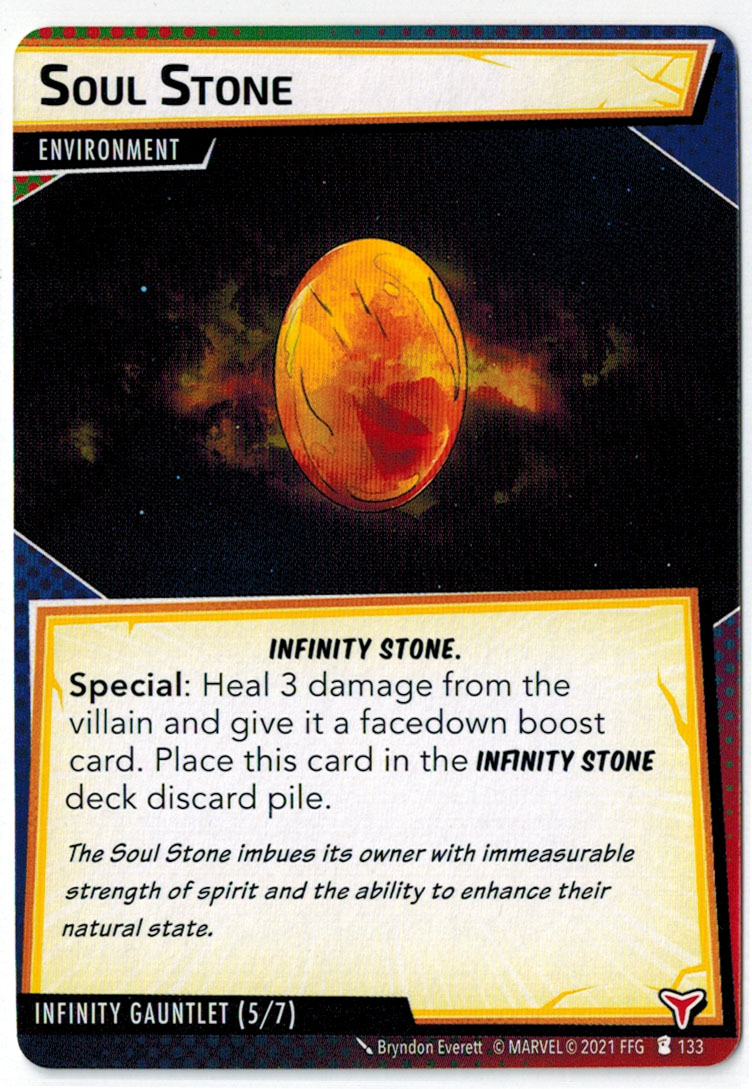 SOUL STONE
ENVIRONMENT
INFINITY STONE.
Special: Heal 3 damage from the
villain and give it a facedown boost
card. Place this card in the INFINITY STONE
deck discard pile.
The Soul Stone imbues its owner with immeasurable
strength of spirit and the ability to enhance their
natural state.
INFINITY GAUNTLET (5/7)
Bryndon Everett © MARVEL © 2021 FFG 133